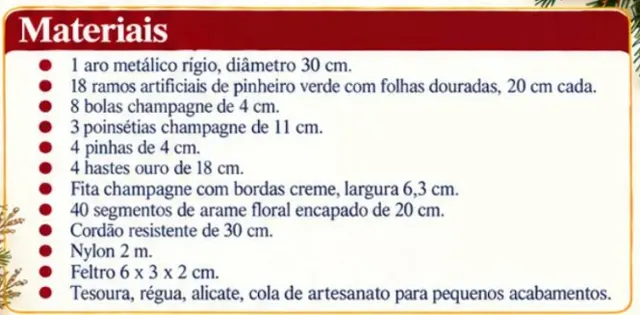 Materiais
1 aro metálico rígio, diâmetro 30 cm.
18 ramos artificiais de pinheiro verde com folhas douradas, 20 cm cada.
8 bolas champagne de 4 cm.
3 poinsétias champagne de 11 cm.
4 pinhas de 4 cm.
4 hastes ouro de 18 cm.
Fita champagne com bordas creme, largura 6,3 cm.
40 segmentos de arame floral encapado de 20 cm.
Cordão resistente de 30 cm.
Nylon 2 m.
Feltro 6 x 3 x 2 cm.
Tesoura, régua, alicate, cola de artesanato para pequenos acabamentos.